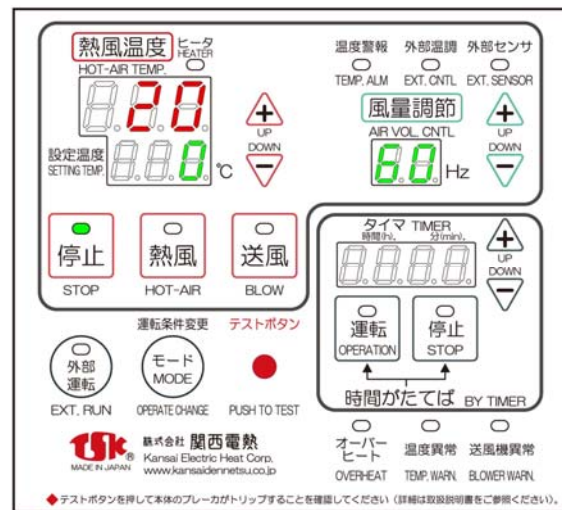 熱風温度 ヒータ
HEATER
HOT-AIR TEMP.
20
設定温度
SETTING TEMP.
0 ℃
+
UP
DOWN
−
温度警報 外部温調 外部センサ
TEMP. ALM EXT. CNTL EXT. SENSOR
風量調節
AIR VOL. CNTL
60 Hz
+
UP
DOWN
−
停止 熱風 送風
STOP HOT-AIR BLOW
タイマ TIMER
時間(h). 分(min).
+
UP
DOWN
−
運転 停止
OPERATION STOP
時間がたてば BY TIMER
運転条件変更 テストボタン
外部
運転
モード
MODE
EXT. RUN OPERATE CHANGE PUSH TO TEST
オーバー
ヒート
温度異常 送風機異常
OVERHEAT TEMP. WARN. BLOWER WARN.
TSK
MADE IN JAPAN
株式会社 関西電熱
Kansai Electric Heat Corp.
www.kansaidennetsu.co.jp
◆テストボタンを押して本体のブレーカがトリップすることを確認してください（詳細は取扱説明書をご参照ください）。